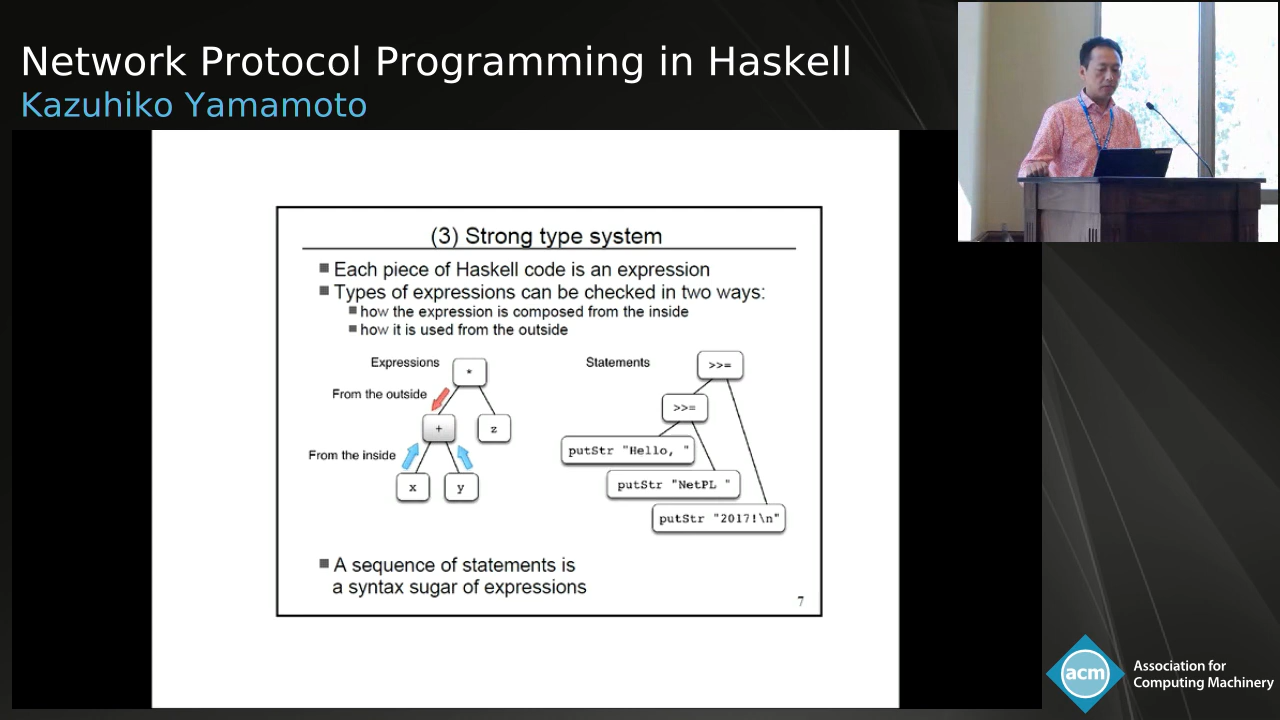 Network Protocol Programming in Haskell
Kazuhiko Yamamoto
(3) Strong type system
Each piece of Haskell code is an expression
Types of expressions can be checked in two ways:
how the expression is composed from the inside
how it is used from the outside
Expressions
*
From the outside
+
z
From the inside
x
y
Statements
>>=
>>=
putStr "Hello, "
putStr "NetPL "
putStr "2017!\n"
A sequence of statements is
a syntax sugar of expressions
7
acm
Association for
Computing Machinery